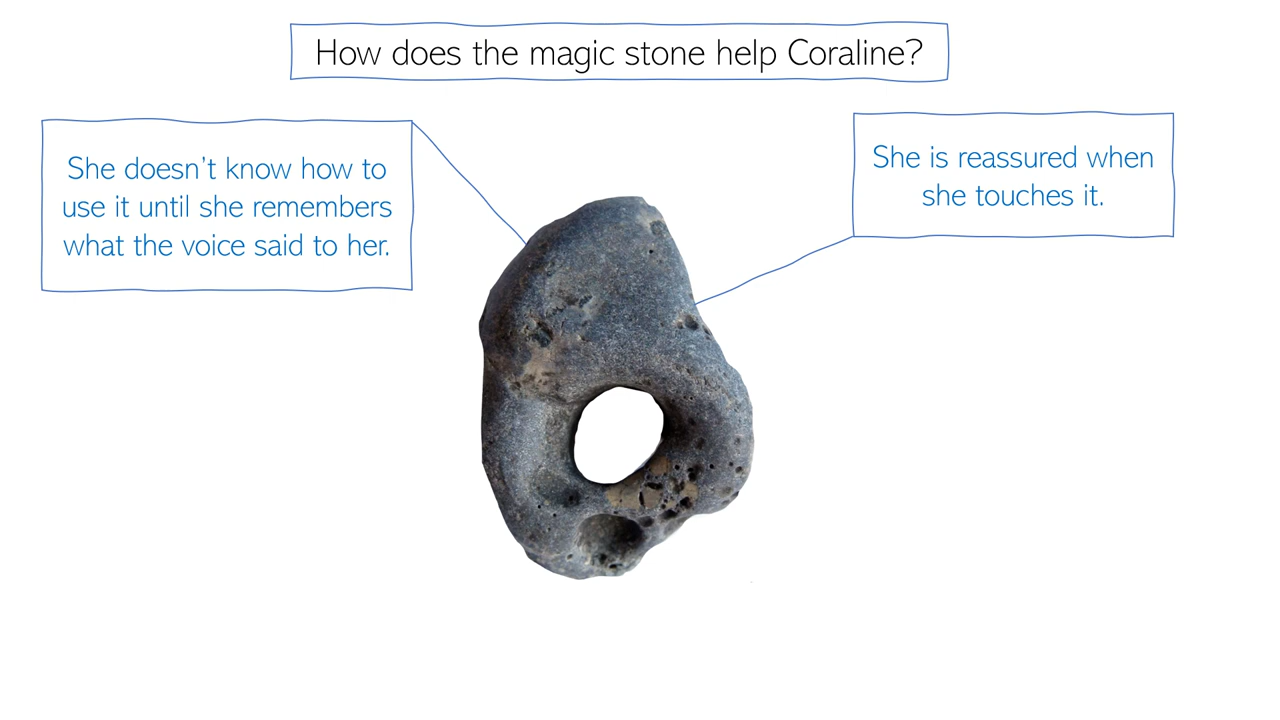 How does the magic stone help Coraline?
She doesn't know how to
use it until she remembers
what the voice said to her.
She is reassured when
she touches it.